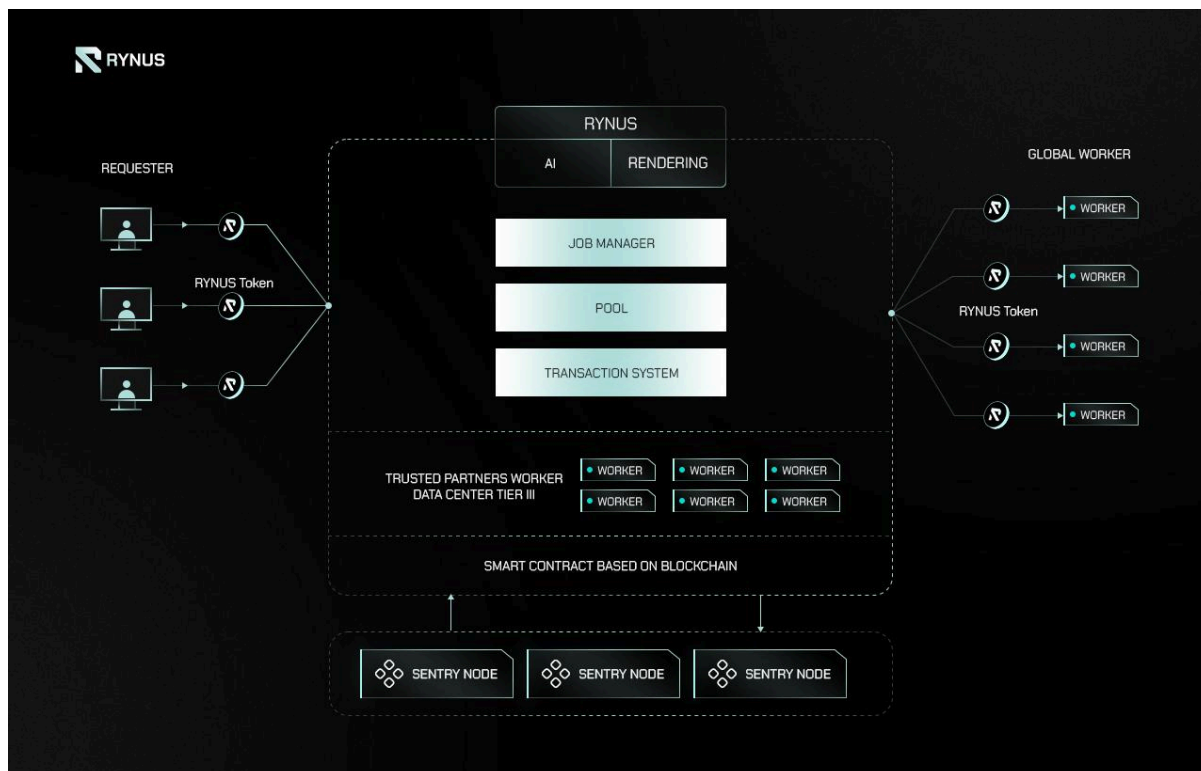 RYNUS
RYNUS
AI
RENDERING
REQUESTER
GLOBAL WORKER
RYNUS Token
JOB MANAGER
POOL
TRANSACTION SYSTEM
WORKER
WORKER
RYNUS Token
WORKER
WORKER
TRUSTED PARTNERS WORKER
DATA CENTER TIER III
WORKER
WORKER
WORKER
WORKER
WORKER
WORKER
SMART CONTRACT BASED ON BLOCKCHAIN
SENTRY NODE
SENTRY NODE
SENTRY NODE